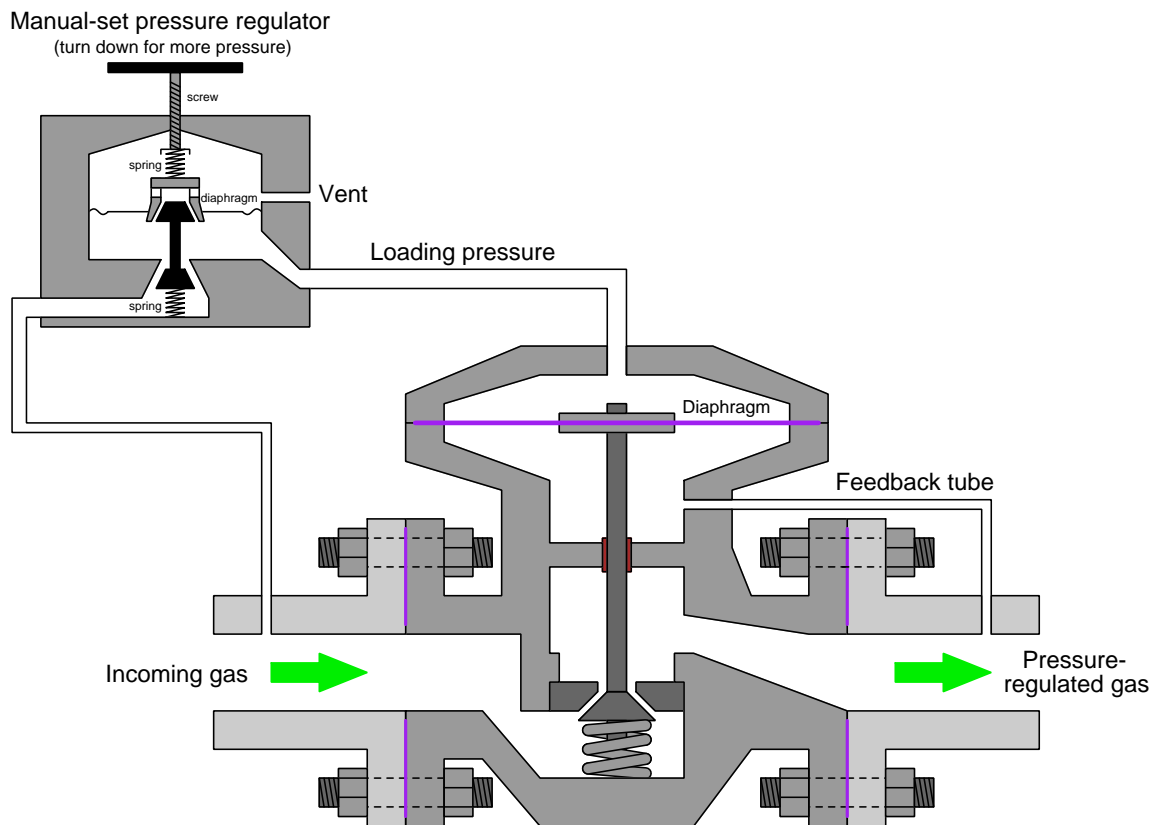 Manual-set pressure regulator
(turn down for more pressure)
screw
spring
diaphragm
Vent
Loading pressure
spring
Diaphragm
Feedback tube
Incoming gas
Pressure-
regulated gas